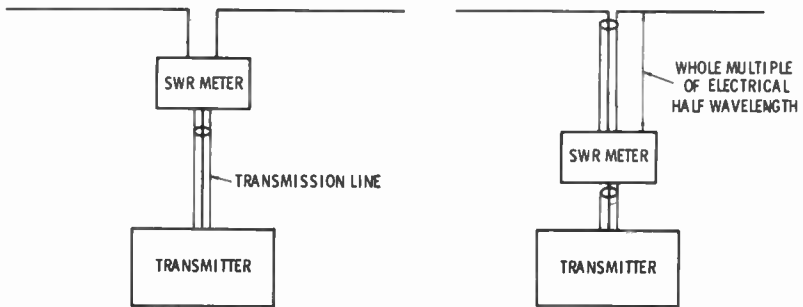 SWR METER
TRANSMISSION LINE
TRANSMITTER
WHOLE MULTIPLE
OF ELECTRICAL
HALF WAVELENGTH
SWR METER
TRANSMITTER